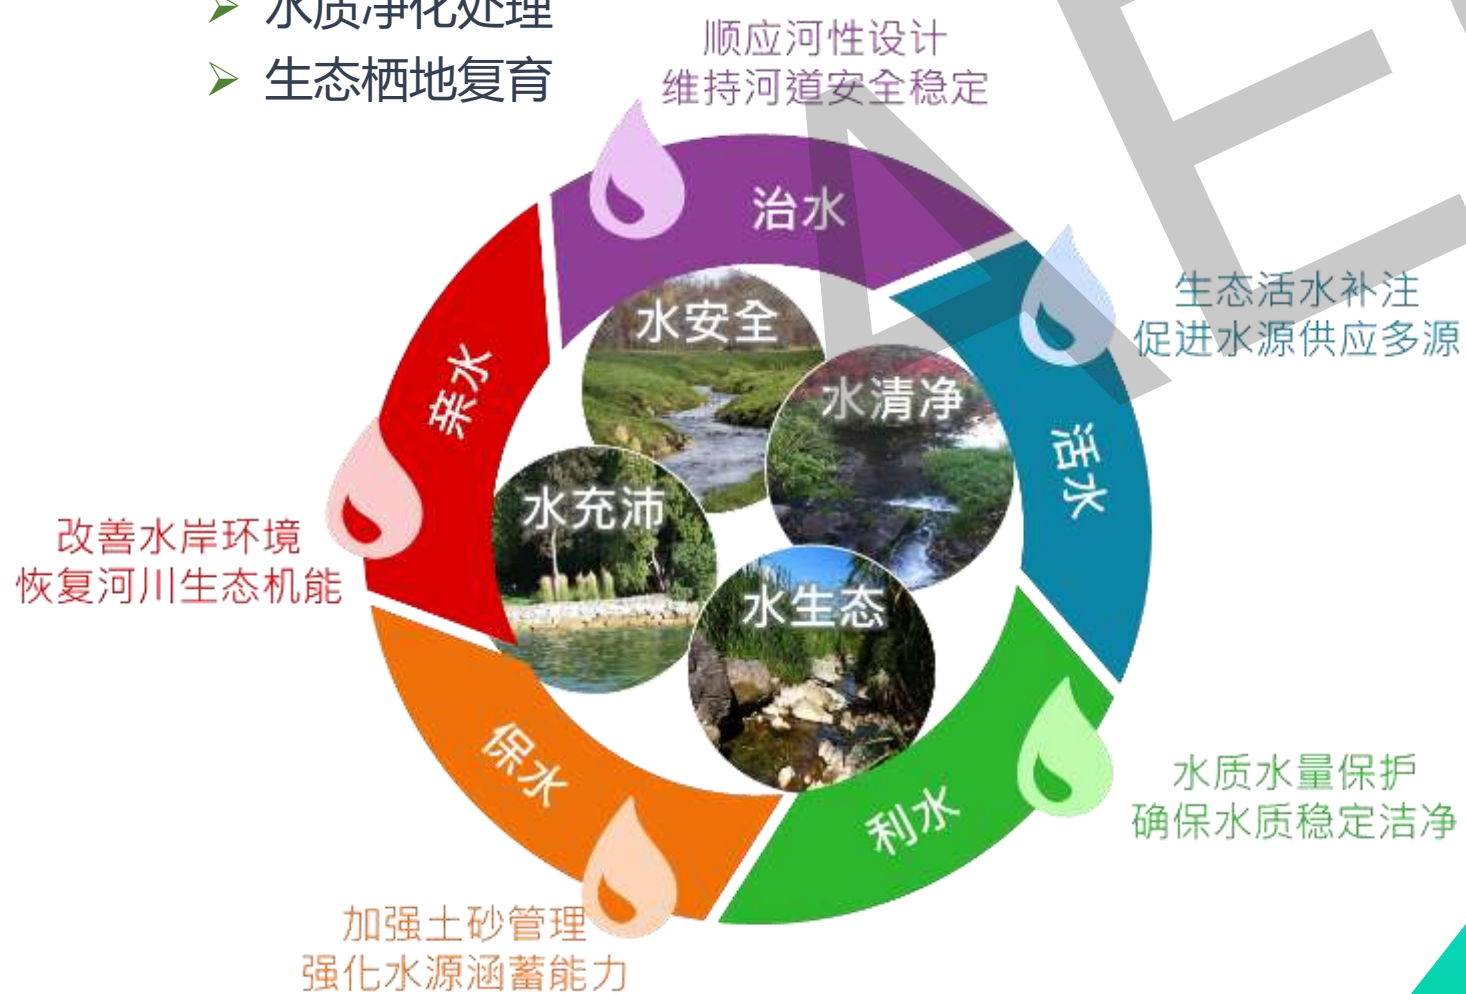 水质净化处理
生态栖地复育
顺应河性设计
维持河道安全稳定
治水
生态活水补注
促进水源供应多源
活水
水质水量保护
确保水质稳定洁净
利水
加强土砂管理
强化水源涵蓄能力
保水
改善水岸环境
恢复河川生态机能
亲水
水安全
水清净
水充沛
水生态